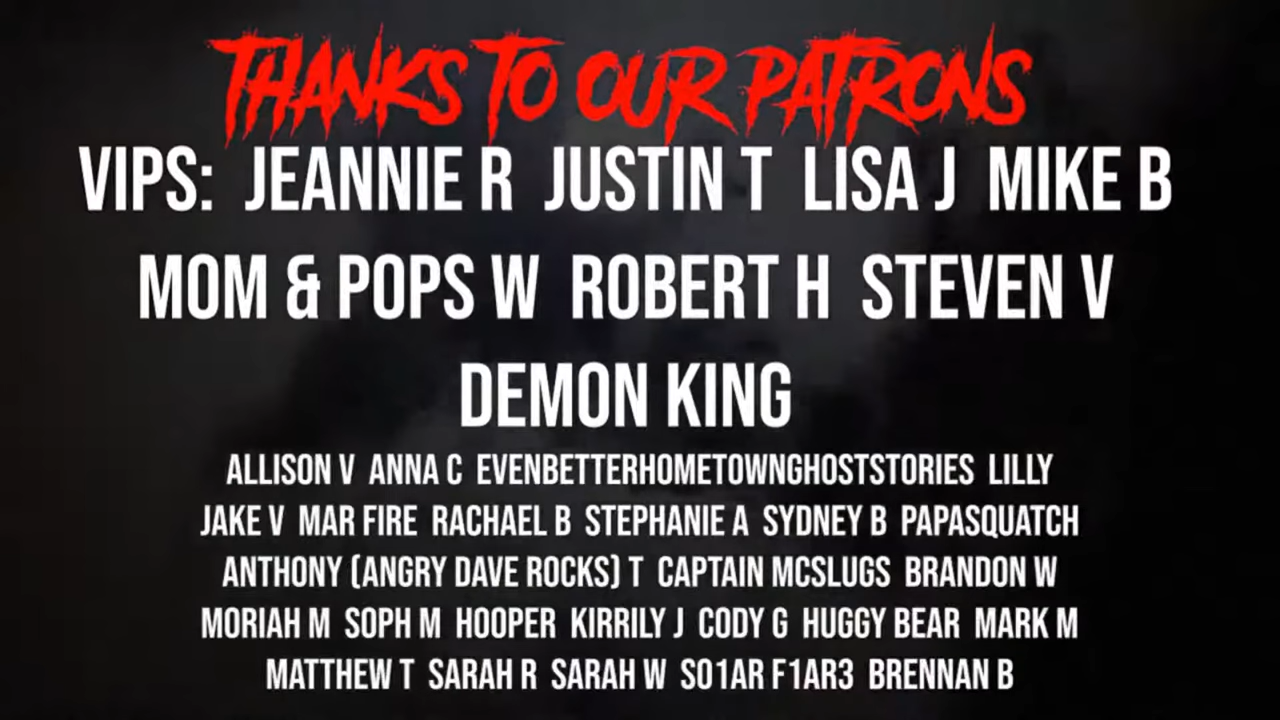 THANKS TO OUR PATRONS
VIPS: JEANNIE R JUSTIN T LISA J MIKE B
MOM & POPS W ROBERT H STEVEN V
DEMON KING
ALLISON V ANNA C EVENBETTERHOMETOWNGHOSTSTORIES LILLY
JAKE V MAR FIRE RACHAEL B STEPHANIE A SYDNEY B PAPASQUATCH
ANTHONY (ANGRY DAVE ROCKS) T CAPTAIN MCSLUGS BRANDON W
MORIAH M SOPH M HOOPER KIRRILY J CODY G HUGGY BEAR MARK M
MATTHEW T SARAH R SARAH W SO1AR F1AR3 BRENNAN B